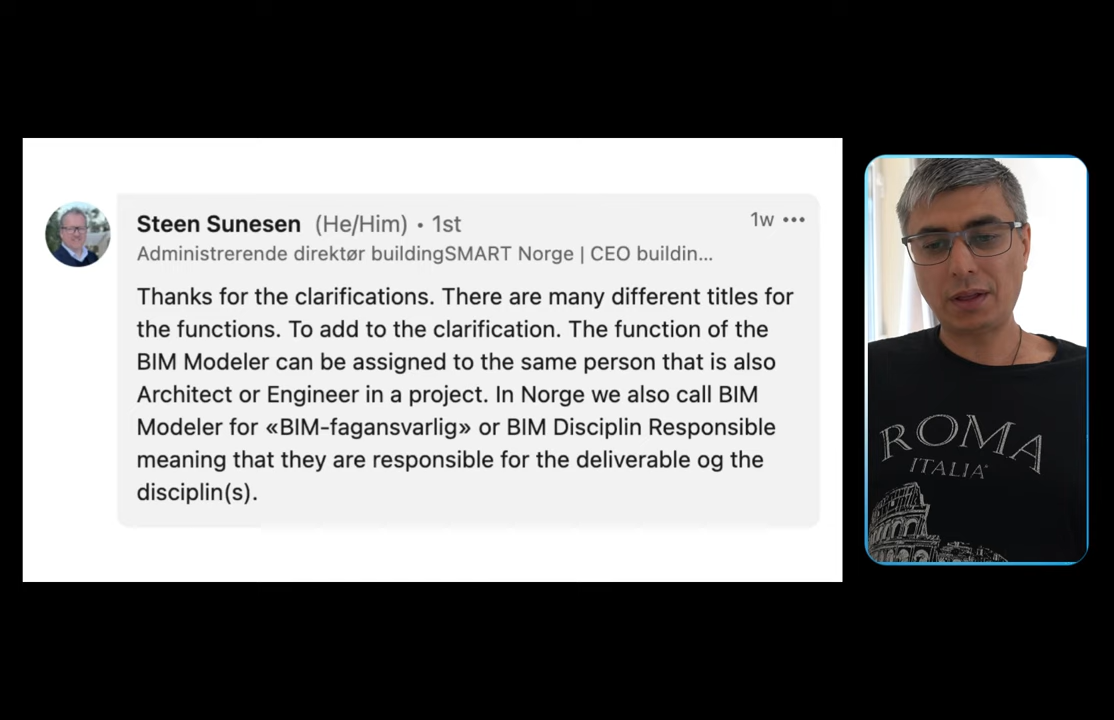 Steen Sunesen (He/Him) • 1st
1w •••
Administrerende direktør buildingSMART Norge | CEO buildin...
Thanks for the clarifications. There are many different titles for
the functions. To add to the clarification. The function of the
BIM Modeler can be assigned to the same person that is also
Architect or Engineer in a project. In Norge we also call BIM
Modeler for «BIM-fagansvarlig» or BIM Disciplin Responsible
meaning that they are responsible for the deliverable og the
disciplin(s).
ROMA
ITALIA